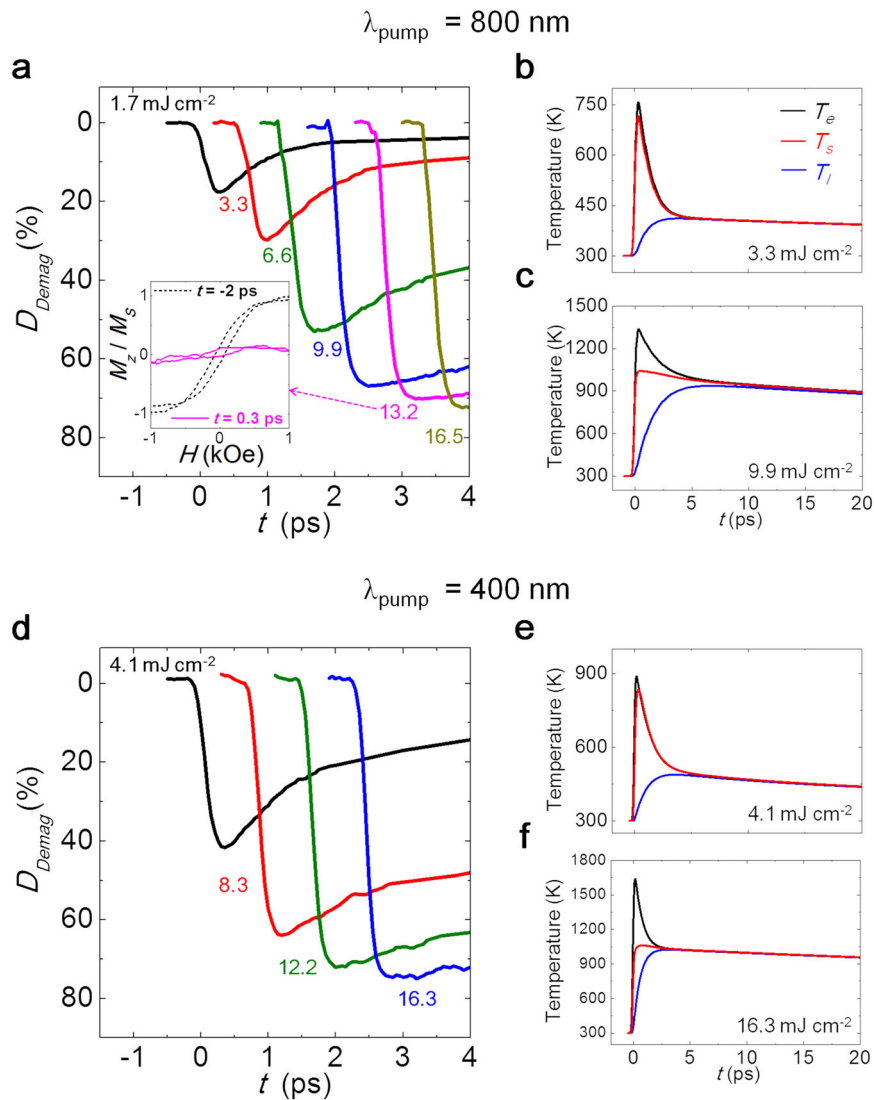 λpump = 800 nm
a
1.7 mJ cm-2
0
20
40
60
80
DDemag (%)
3.3
6.6
9.9
13.2
16.5
t = -2 ps
t = 0.3 ps
Mz / Ms
1
0
-1
-1 0 1
H (kOe)
-1 0 1 2 3 4
t (ps)
b
Temperature (K)
750
600
450
300
Te
Ts
Tl
3.3 mJ cm-2
c
Temperature (K)
1500
1200
900
600
300
9.9 mJ cm-2
0 5 10 15 20
t (ps)
λpump = 400 nm
d
4.1 mJ cm-2
0
20
40
60
80
DDemag (%)
8.3
12.2
16.3
-1 0 1 2 3 4
t (ps)
e
Temperature (K)
900
600
300
4.1 mJ cm-2
f
Temperature (K)
1800
1500
1200
900
600
300
16.3 mJ cm-2
0 5 10 15 20
t (ps)